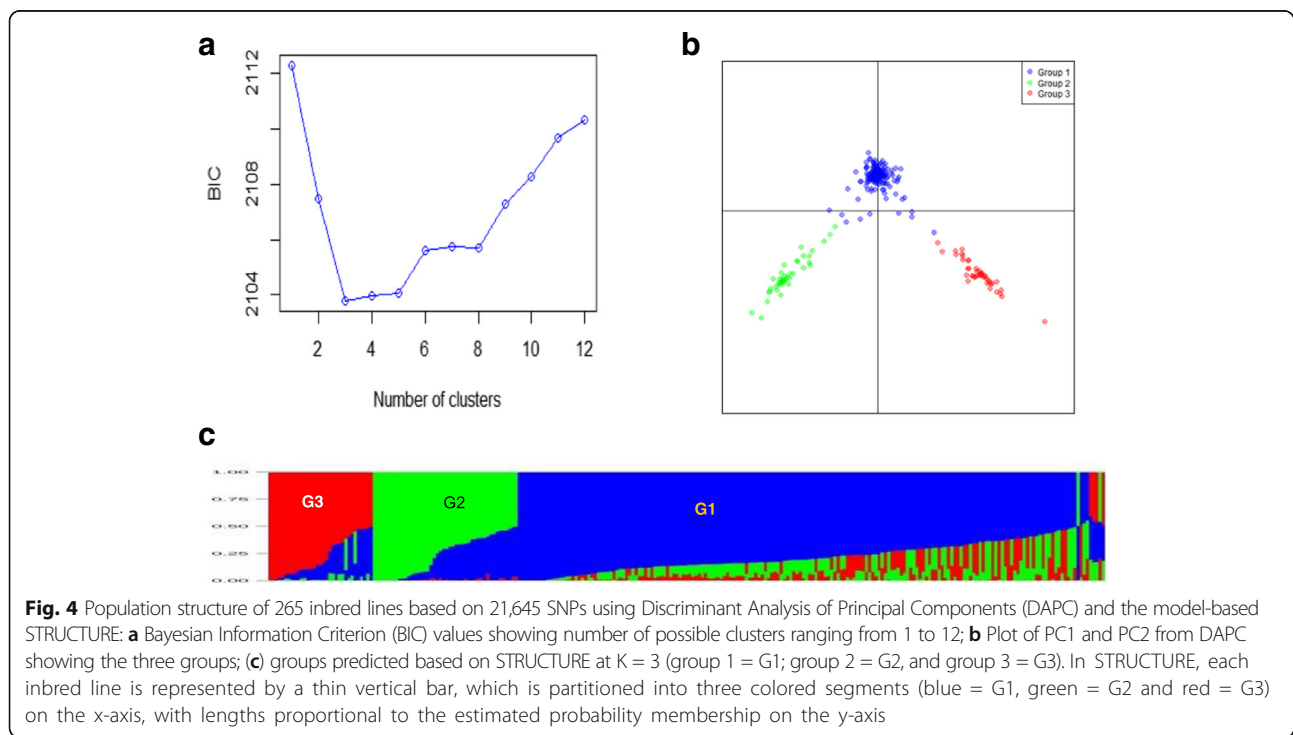 a
b
2112
2108
2104
BIC
2 4 6 8 10 12
Number of clusters
Group 1
Group 2
Group 3
c
1.00
0.75
0.50
0.25
0.00
G3
G2
G1
Fig. 4 Population structure of 265 inbred lines based on 21,645 SNPs using Discriminant Analysis of Principal Components (DAPC) and the model-based
STRUCTURE: a Bayesian Information Criterion (BIC) values showing number of possible clusters ranging from 1 to 12; b Plot of PC1 and PC2 from DAPC
showing the three groups; (c) groups predicted based on STRUCTURE at K = 3 (group 1 = G1; group 2 = G2, and group 3 = G3). In STRUCTURE, each
inbred line is represented by a thin vertical bar, which is partitioned into three colored segments (blue = G1, green = G2 and red = G3)
on the x-axis, with lengths proportional to the estimated probability membership on the y-axis